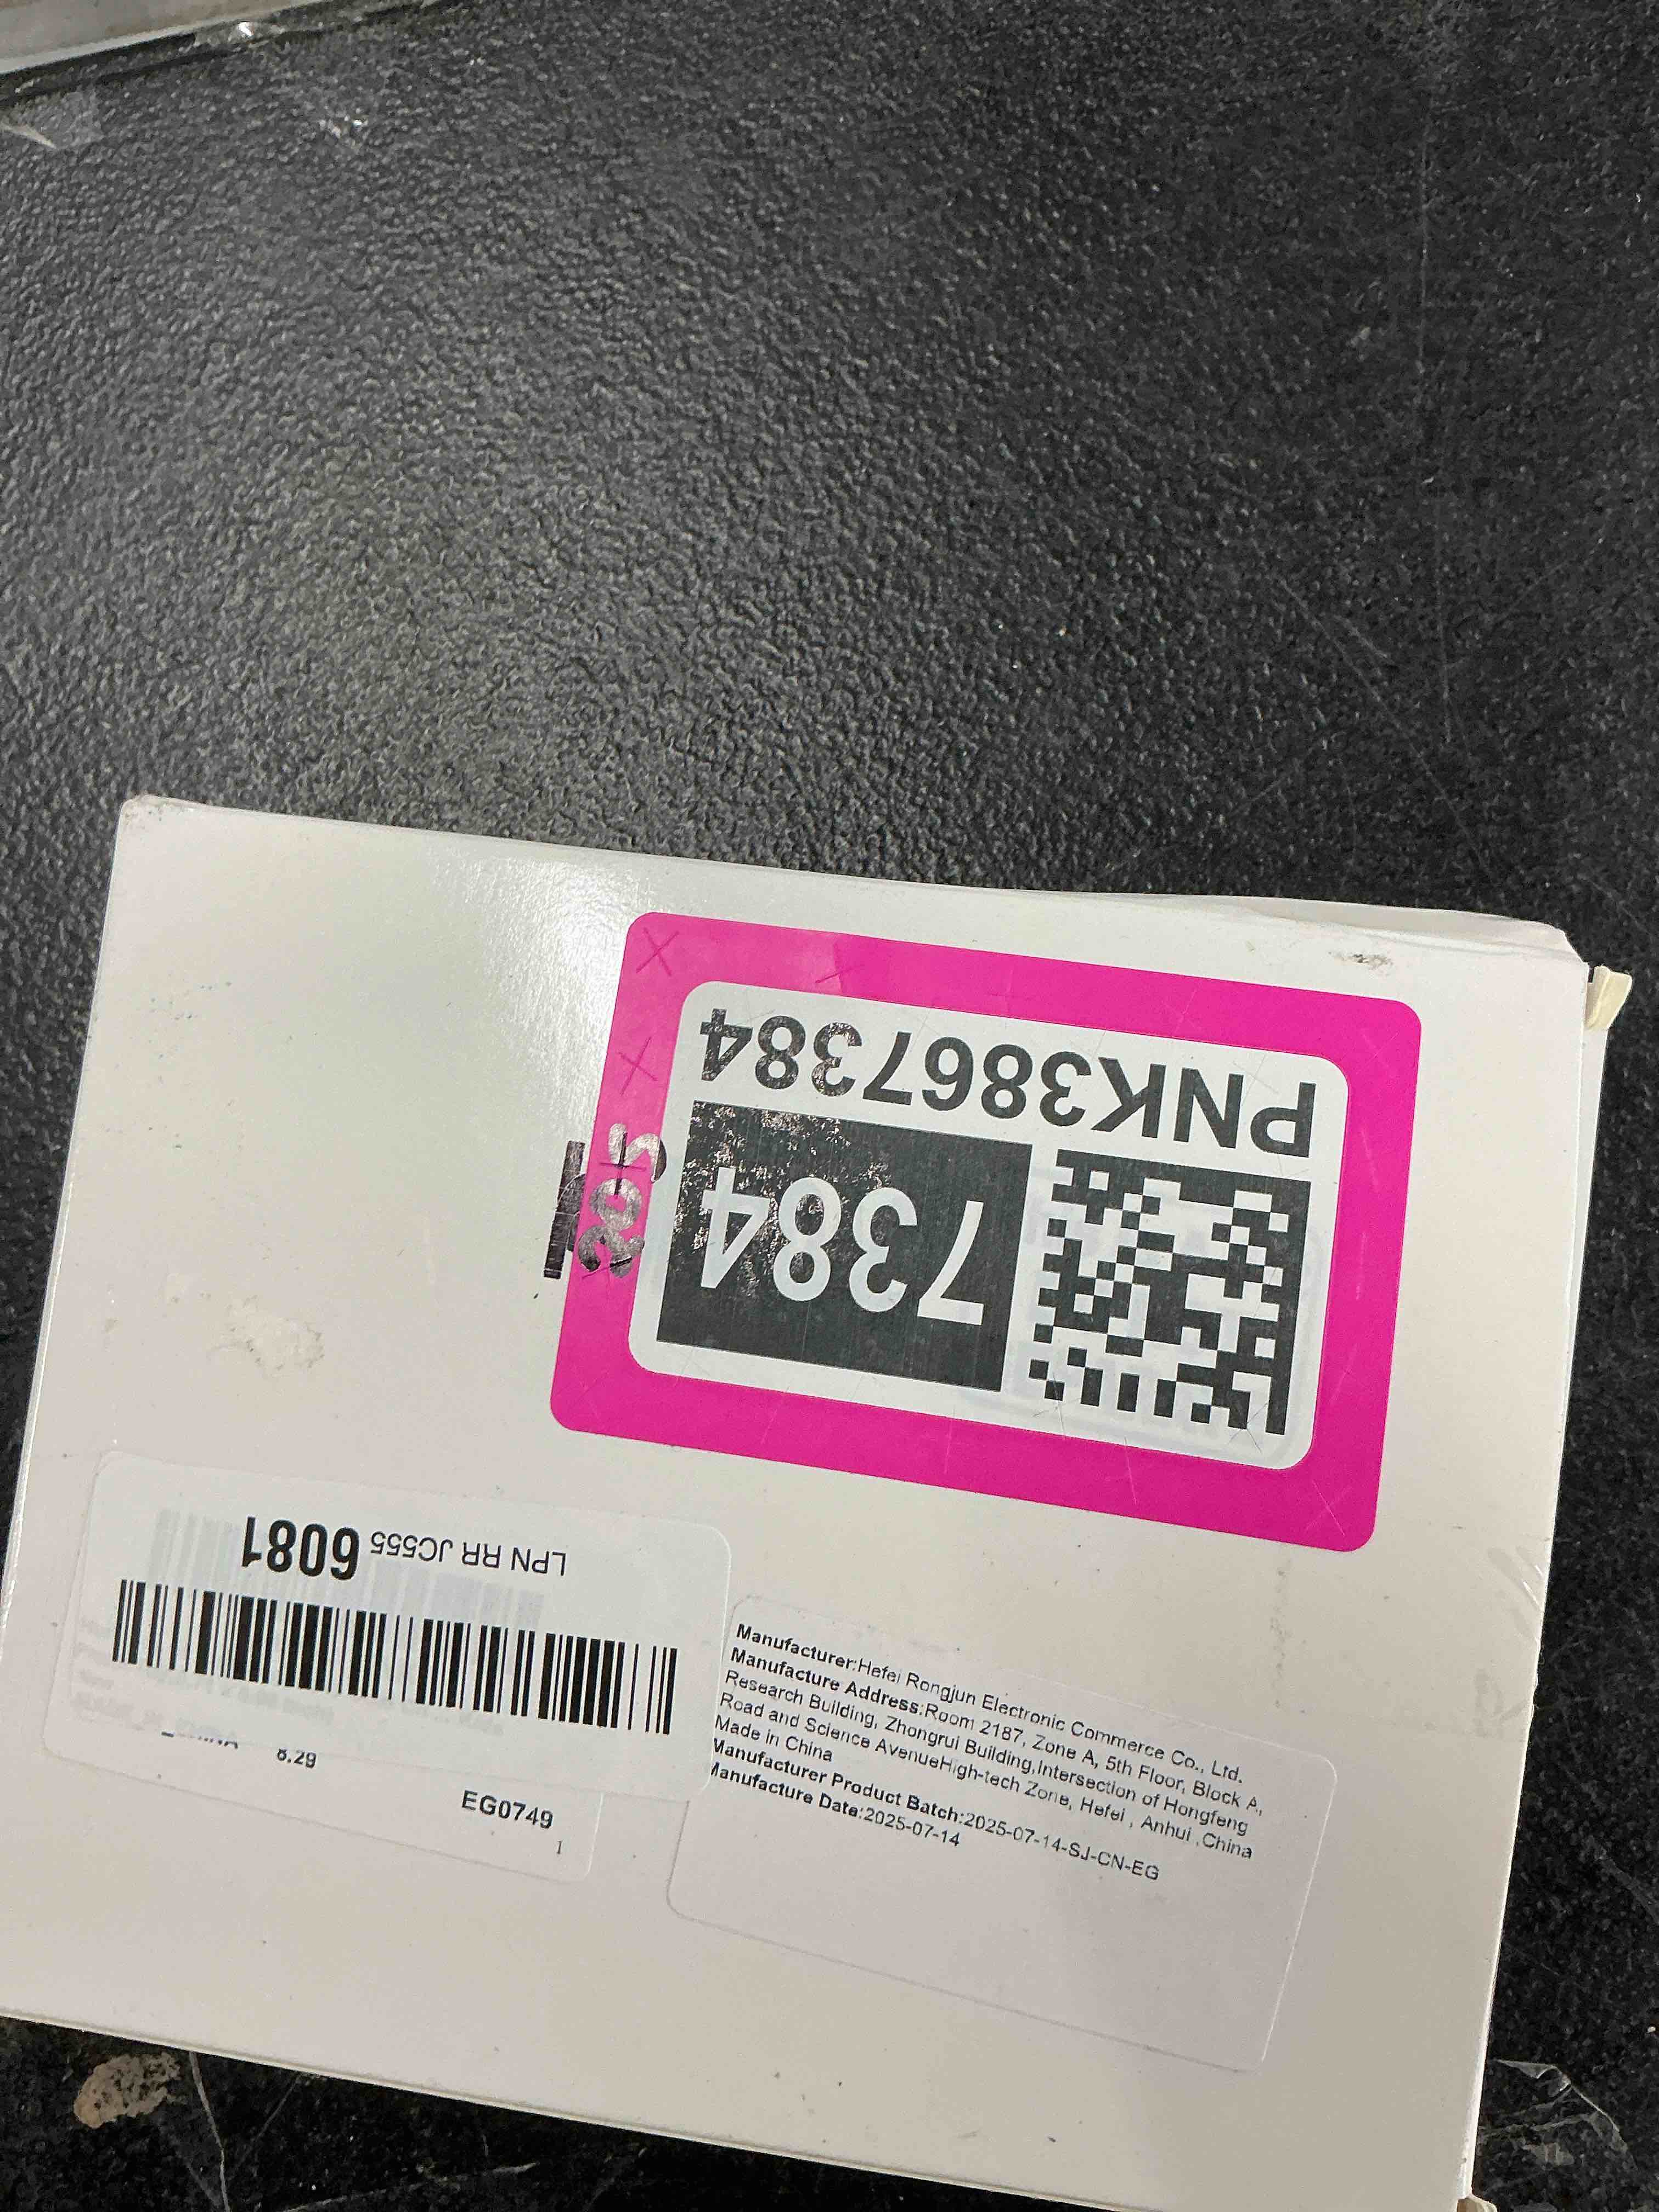 PNK3867384
7384
LPN RR JC555 6081
8.29
EG0749
1
Manufacturer:Hefei Rongjun Electronic Commerce Co., Ltd.
Manufacture Address:Room 2187, Zone A, 5th Floor, Block A,
Research Building, Zhongrui Building,Intersection of Hongfeng
Road and Science AvenueHigh-tech Zone, Hefei , Anhui ,China
Made in China
Manufacturer Product Batch:2025-07-14-SJ-CN-EG
Manufacture Date:2025-07-14